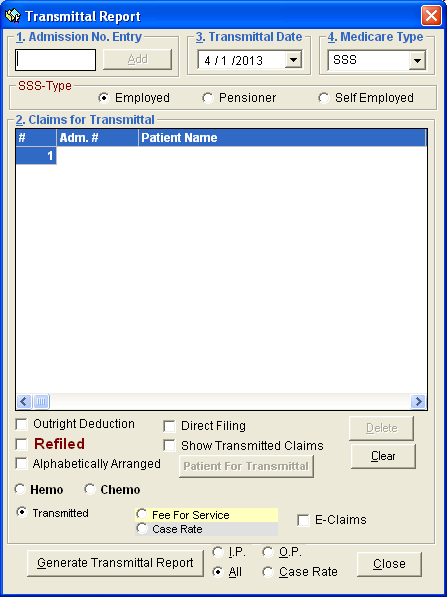 Transmittal Report
1. Admission No. Entry
3. Transmittal Date
4. Medicare Type
Add
4 / 1 /2013
SSS
SSS-Type
Employed
Pensioner
Self Employed
2. Claims for Transmittal
# Adm. # Patient Name
1
Outright Deduction
Direct Filing
Delete
Refiled
Show Transmitted Claims
Clear
Alphabetically Arranged
Patient For Transmittal
Hemo
Chemo
Transmitted
Fee For Service
Case Rate
E-Claims
Generate Transmittal Report
I.P.
O.P.
All
Case Rate
Close